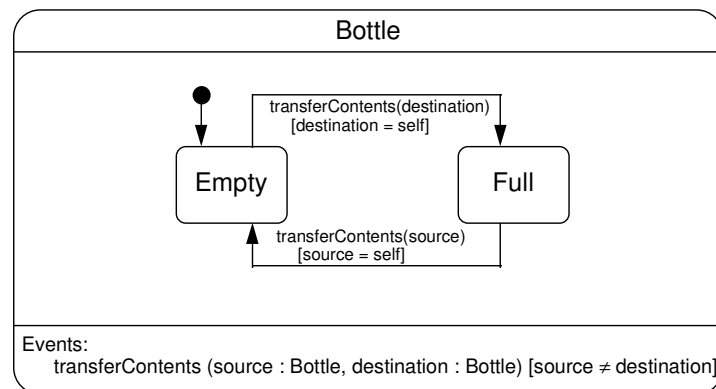 Bottle
transferContents(destination)
[destination = self]
Empty
Full
transferContents(source)
[source = self]
Events:
transferContents (source : Bottle, destination : Bottle) [source ≠ destination]